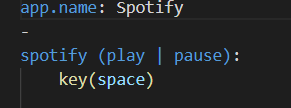 app.name: Spotify
-
spotify (play | pause):
    key(space)